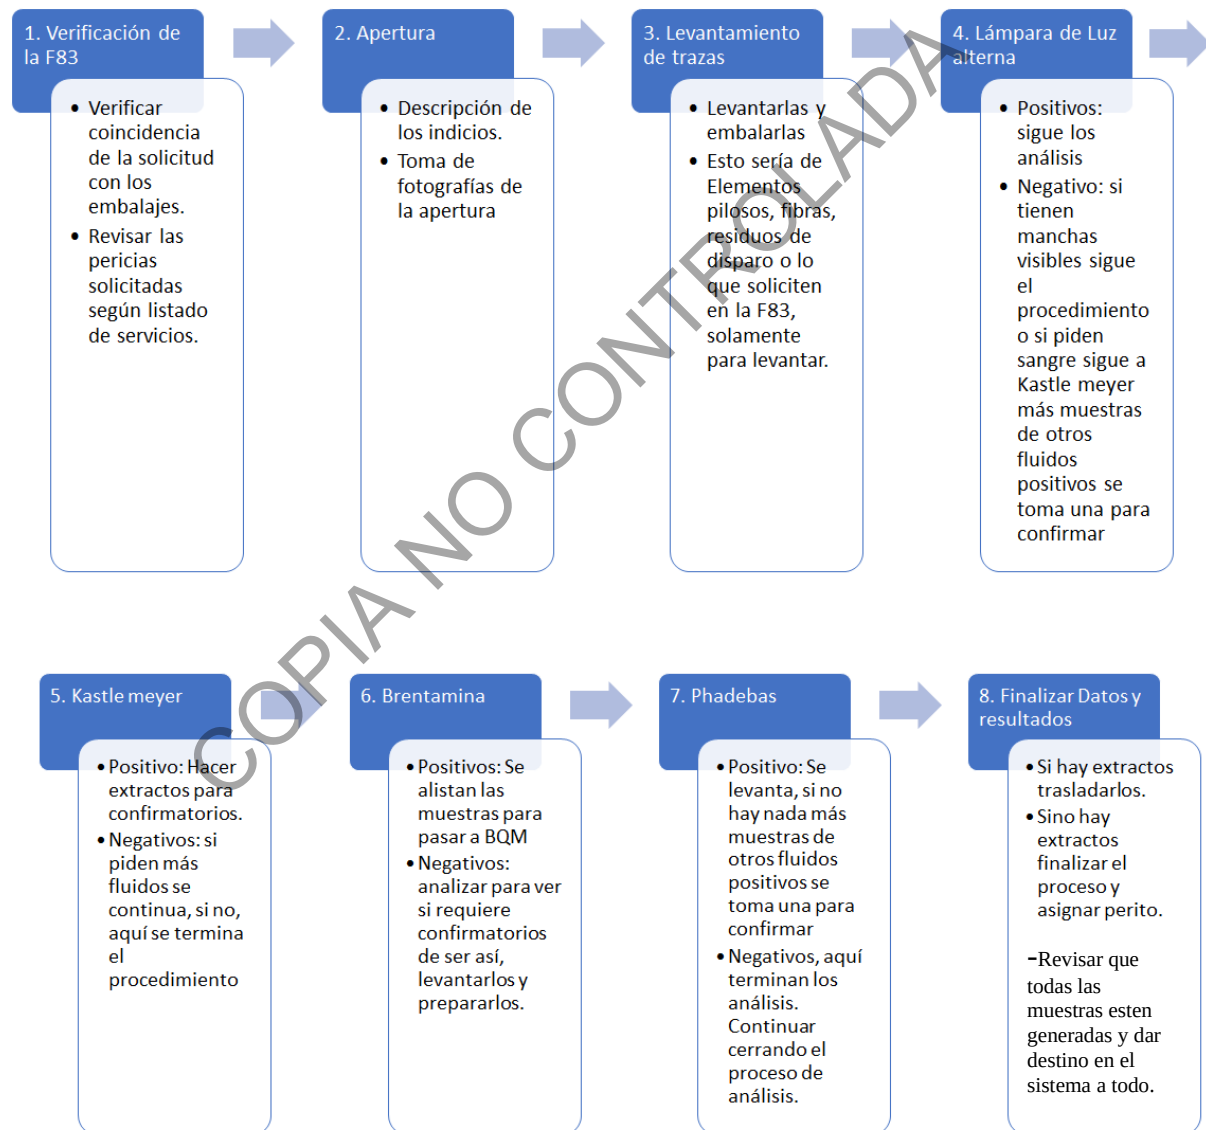 1. Verificación de
la F83
• Verificar
coincidencia
de la solicitud
con los
embalajes.
• Revisar las
pericias
solicitadas
según listado
de servicios.
2. Apertura
• Descripción de
los indicios.
• Toma de
fotografías de
la apertura
3. Levantamiento
de trazas
• Levantarlas y
embalarlas
• Esto sería de
Elementos
pilosos, fibras,
residuos de
disparo o lo
que soliciten
en la F83,
solamente
para levantar.
4. Lámpara de Luz
alterna
• Positivos:
sigue los
análisis
• Negativo: si
tienen
manchas
visibles sigue
el
procedimiento
o si piden
sangre sigue a
Kastle meyer
más muestras
de otros
fluidos
positivos se
toma una para
confirmar
5. Kastle meyer
• Positivo: Hacer
extractos para
confirmatorios.
• Negativos: si
piden más
fluidos se
continua, si no,
aquí se termina
el
procedimiento
6. Brentamina
• Positivos: Se
alistan las
muestras para
pasar a BQM
• Negativos:
analizar para ver
si requiere
confirmatorios
de ser así,
levantarlos y
prepararlos.
7. Phadebas
• Positivo: Se
levanta, si no
hay nada más
muestras de
otros fluidos
positivos se
toma una para
confirmar
• Negativos, aquí
terminan los
análisis.
Continuar
cerrando el
proceso de
análisis.
8. Finalizar Datos y
resultados
• Si hay extractos
trasladarlos.
• Sino hay
extractos
finalizar el
proceso y
asignar perito.
-Revisar que
todas las
muestras esten
generadas y dar
destino en el
sistema a todo.
COPIA NO CONTROLADA